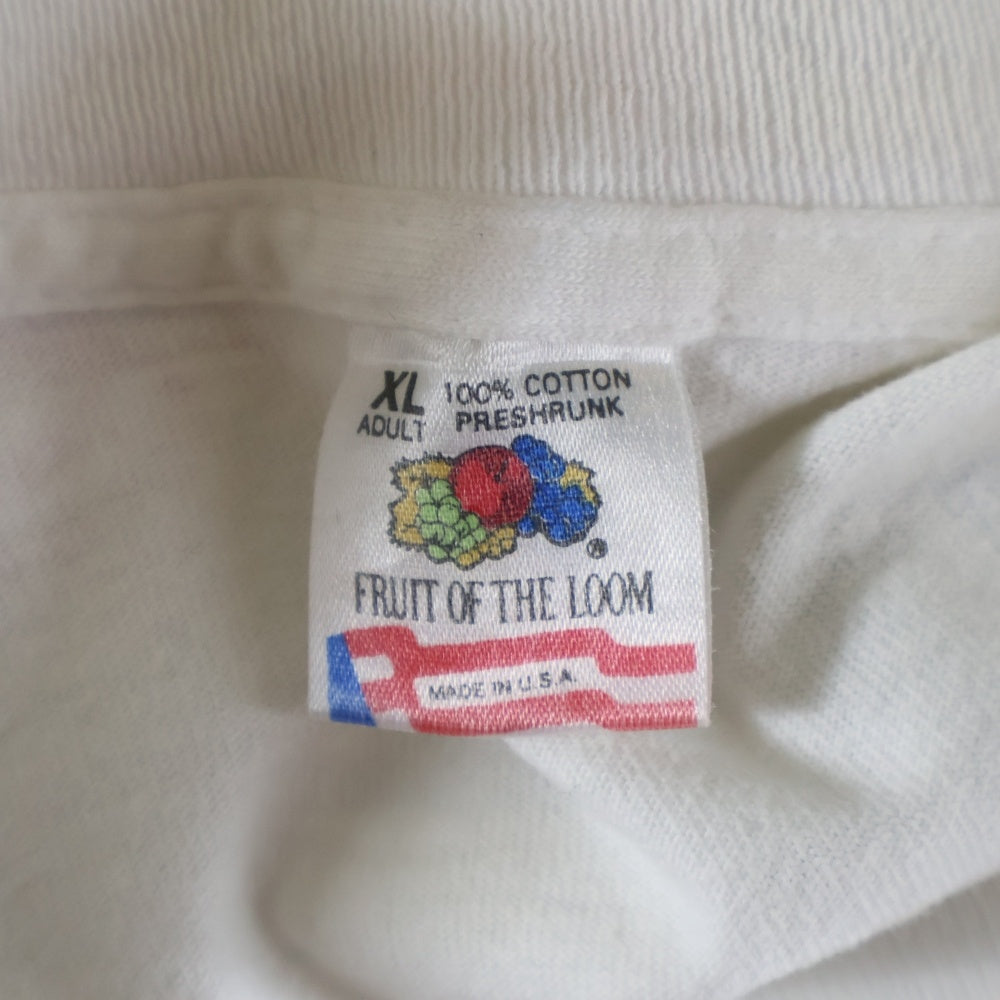 XL 100% COTTON
ADULT PRESHRUNK
®
FRUIT OF THE LOOM
MADE IN U.S.A.